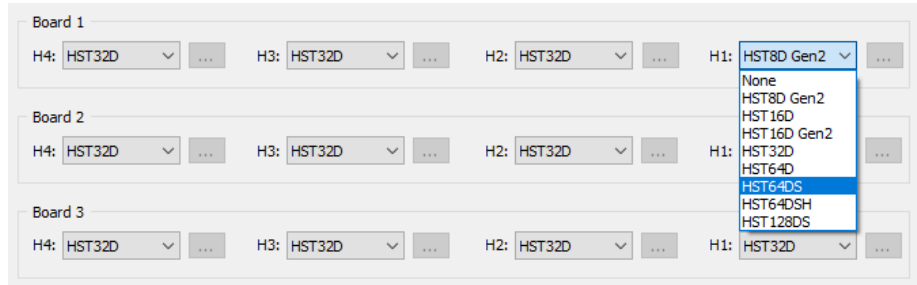 Board 1
H4: HST32D ... H3: HST32D ... H2: HST32D ... H1: HST8D Gen2 ...
None
HST8D Gen2
HST16D
HST16D Gen2
HST32D
HST64D
HST64DS
HST64DSH
HST128DS
Board 2
H4: HST32D ... H3: HST32D ... H2: HST32D ... H1: ...
Board 3
H4: HST32D ... H3: HST32D ... H2: HST32D ... H1: HST32D ...